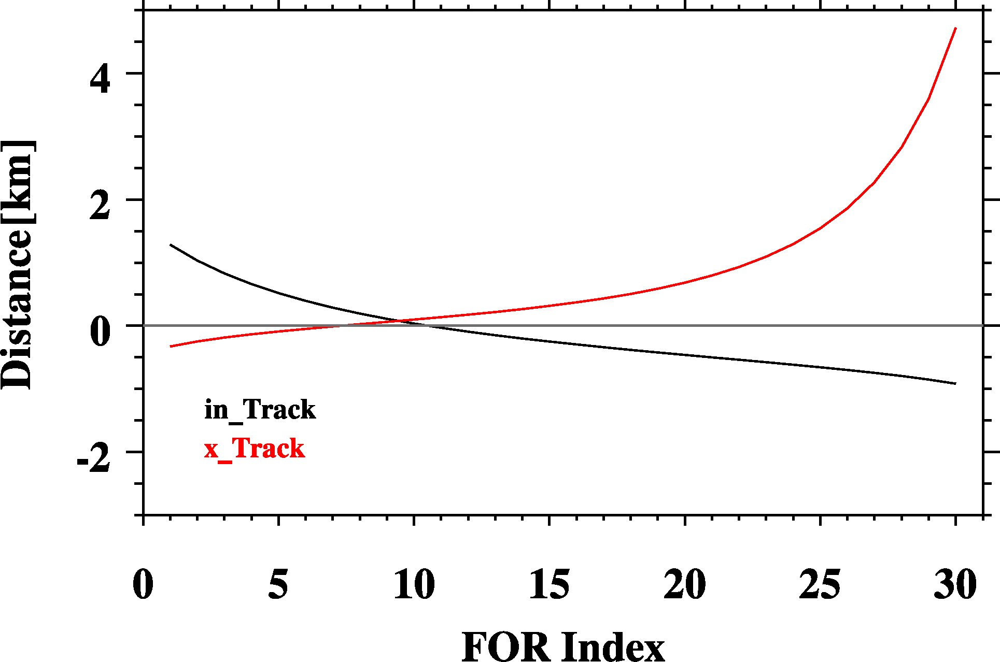 4
2
0
-2
Distance[km]
in_Track
x_Track
0 5 10 15 20 25 30
FOR Index